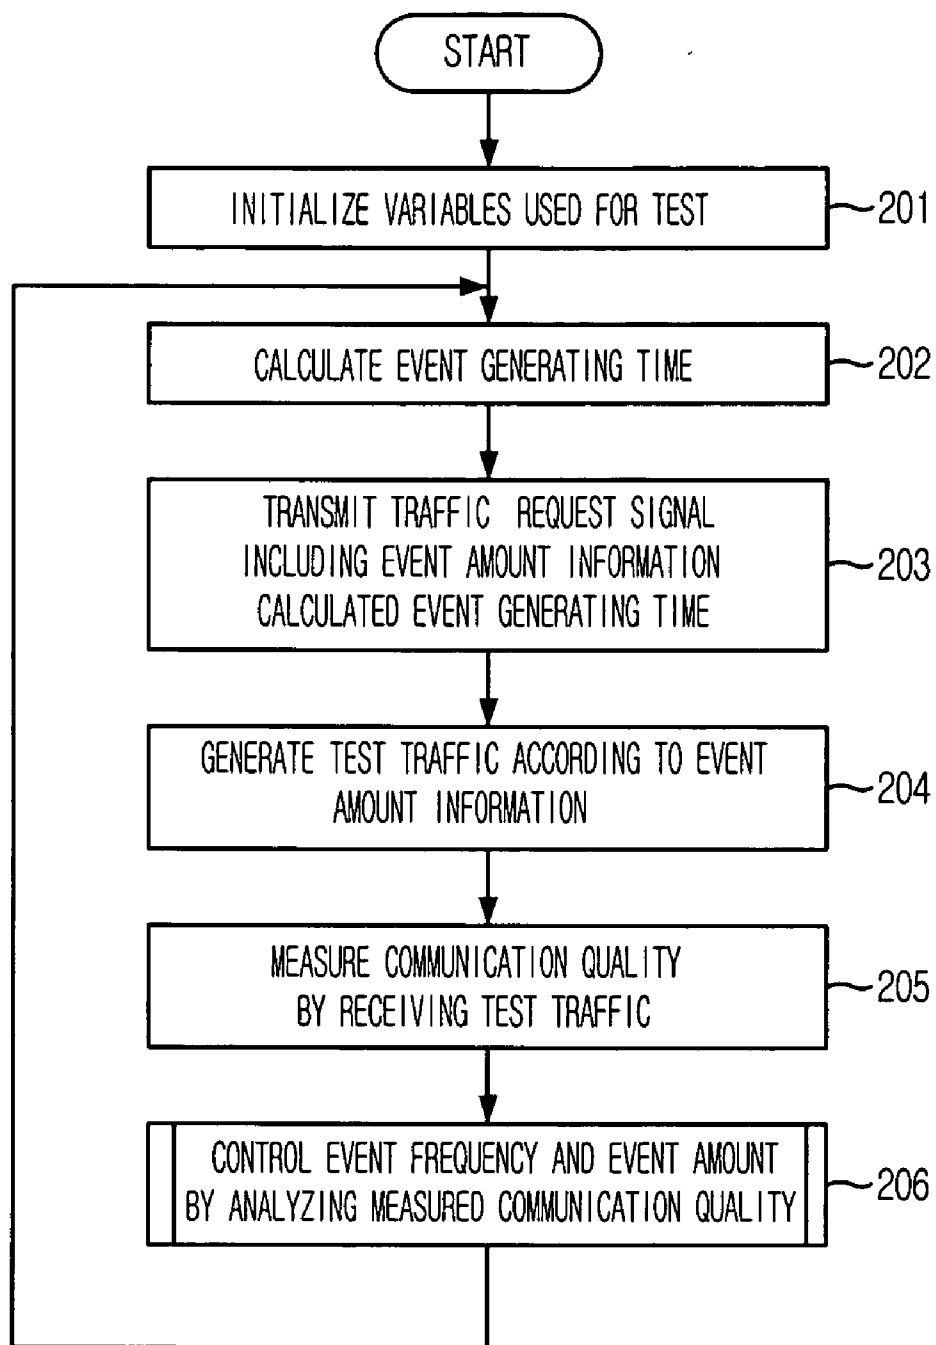 START
INITIALIZE VARIABLES USED FOR TEST
201
CALCULATE EVENT GENERATING TIME
202
TRANSMIT TRAFFIC REQUEST SIGNAL
INCLUDING EVENT AMOUNT INFORMATION
CALCULATED EVENT GENERATING TIME
203
GENERATE TEST TRAFFIC ACCORDING TO EVENT
AMOUNT INFORMATION
204
MEASURE COMMUNICATION QUALITY
BY RECEIVING TEST TRAFFIC
205
CONTROL EVENT FREQUENCY AND EVENT AMOUNT
BY ANALYZING MEASURED COMMUNICATION QUALITY
206